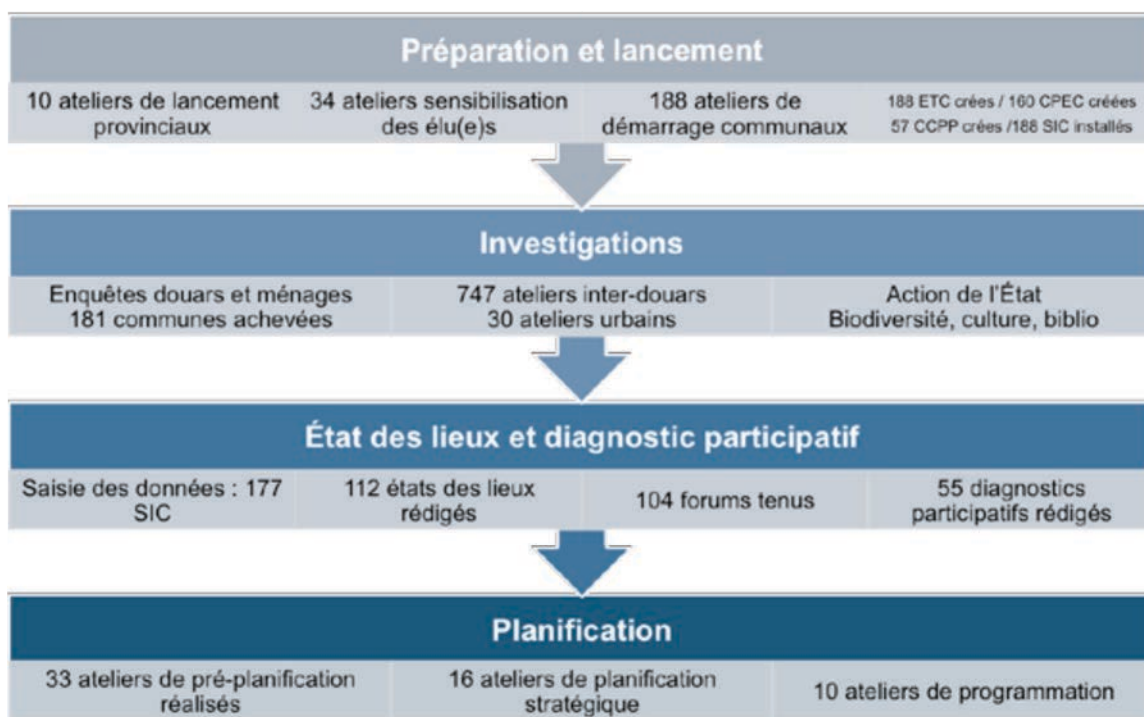 Préparation et lancement
10 ateliers de lancement
provinciaux
34 ateliers sensibilisation
des élu(e)s
188 ateliers de
démarrage communaux
188 ETC crées / 160 CPEC créées
57 CCPP crées /188 SIC installés
Investigations
Enquêtes douars et ménages
181 communes achevées
747 ateliers inter-douars
30 ateliers urbains
Action de l'État
Biodiversité, culture, biblio
État des lieux et diagnostic participatif
Saisie des données : 177
SIC
112 états des lieux
rédigés
104 forums tenus
55 diagnostics
participatifs rédigés
Planification
33 ateliers de pré-planification
réalisés
16 ateliers de planification
stratégique
10 ateliers de programmation